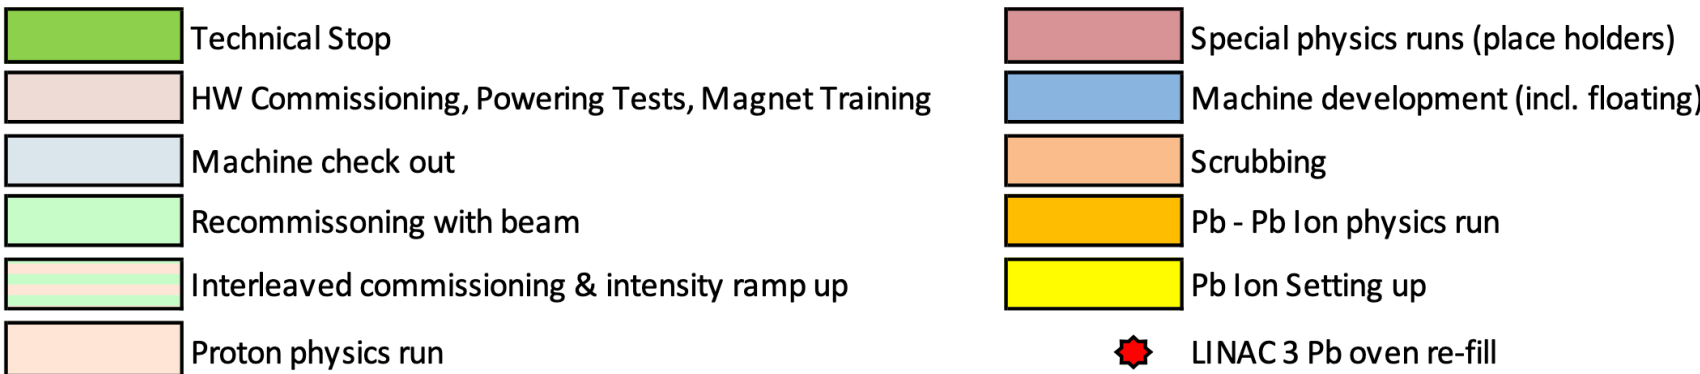 Technical Stop
HW Commissioning, Powering Tests, Magnet Training
Machine check out
Recommissoning with beam
Interleaved commissioning & intensity ramp up
Proton physics run
Special physics runs (place holders)
Machine development (incl. floating)
Scrubbing
Pb - Pb Ion physics run
Pb Ion Setting up
LINAC 3 Pb oven re-fill